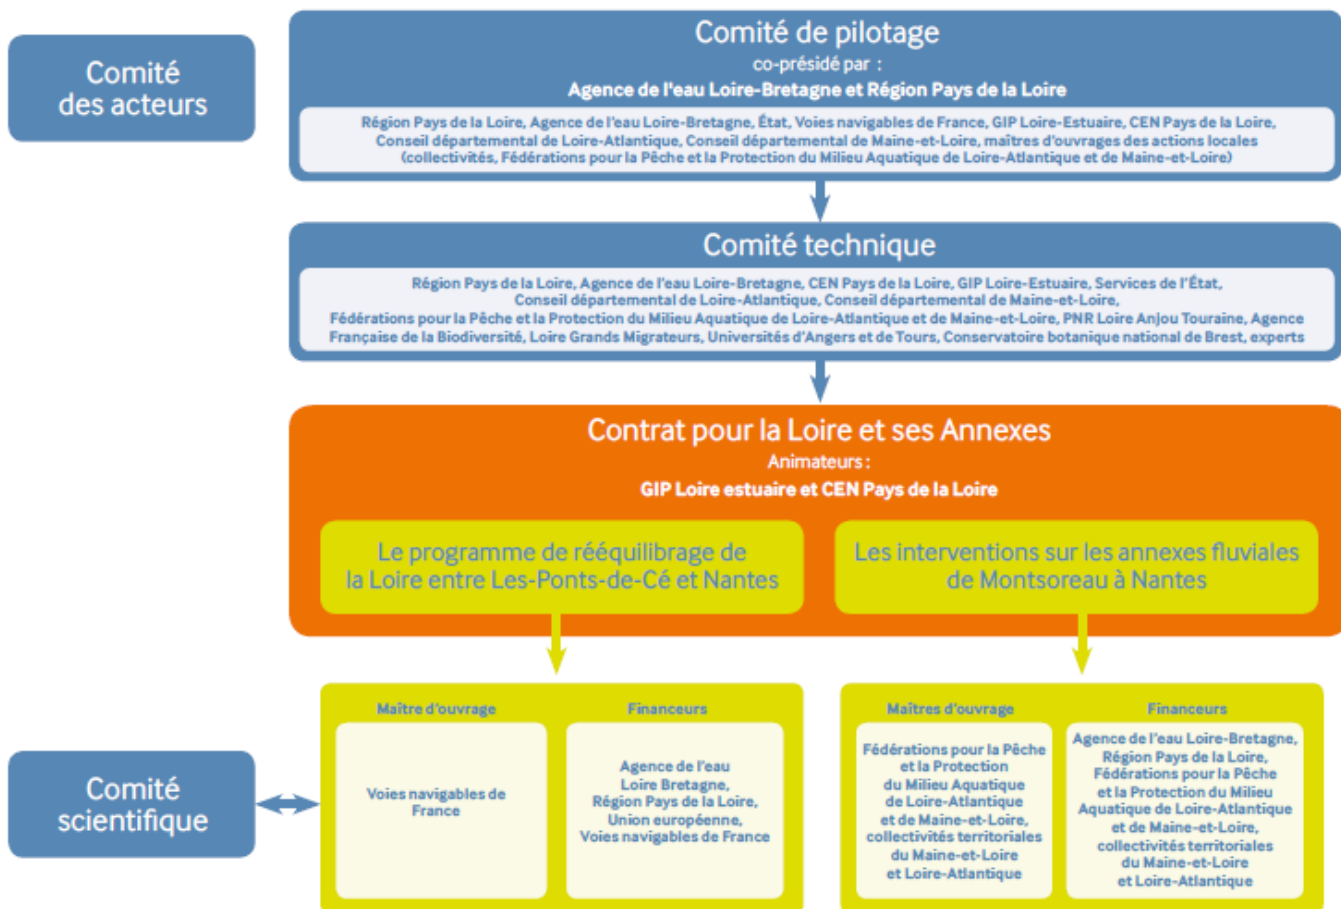 Comité
des acteurs
Comité de pilotage
co-présidé par :
Agence de l'eau Loire-Bretagne et Région Pays de la Loire
Région Pays de la Loire, Agence de l'eau Loire-Bretagne, État, Voies navigables de France, GIP Loire-Estuaire, CEN Pays de la Loire,
Conseil départemental de Loire-Atlantique, Conseil départemental de Maine-et-Loire, maîtres d'ouvrages des actions locales
(collectivités, Fédérations pour la Pêche et la Protection du Milieu Aquatique de Loire-Atlantique et de Maine-et-Loire)
Comité technique
Région Pays de la Loire, Agence de l'eau Loire-Bretagne, CEN Pays de la Loire, GIP Loire-Estuaire, Services de l'État,
Conseil départemental de Loire-Atlantique, Conseil départemental de Maine-et-Loire,
Fédérations pour la Pêche et la Protection du Milieu Aquatique de Loire-Atlantique et de Maine-et-Loire, PNR Loire Anjou Touraine, Agence
Française de la Biodiversité, Loire Grands Migrateurs, Universités d'Angers et de Tours, Conservatoire botanique national de Brest, experts
Contrat pour la Loire et ses Annexes
Animateurs :
GIP Loire estuaire et CEN Pays de la Loire
Le programme de rééquilibrage de
la Loire entre Les-Ponts-de-Cé et Nantes
Les interventions sur les annexes fluviales
de Montsoreau à Nantes
Comité
scientifique
Maître d'ouvrage
Voies navigables de
France
Financeurs
Agence de l'eau
Loire Bretagne,
Région Pays de la Loire,
Union européenne,
Voies navigables de France
Maîtres d'ouvrage
Fédérations pour la Pêche
et la Protection
du Milieu Aquatique
de Loire-Atlantique
et de Maine-et-Loire,
collectivités territoriales
du Maine-et-Loire
et Loire-Atlantique
Financeurs
Agence de l'eau Loire-Bretagne,
Région Pays de la Loire,
Fédérations pour la Pêche
et la Protection du Milieu
Aquatique de Loire-Atlantique
et de Maine-et-Loire,
collectivités territoriales
du Maine-et-Loire
et Loire-Atlantique